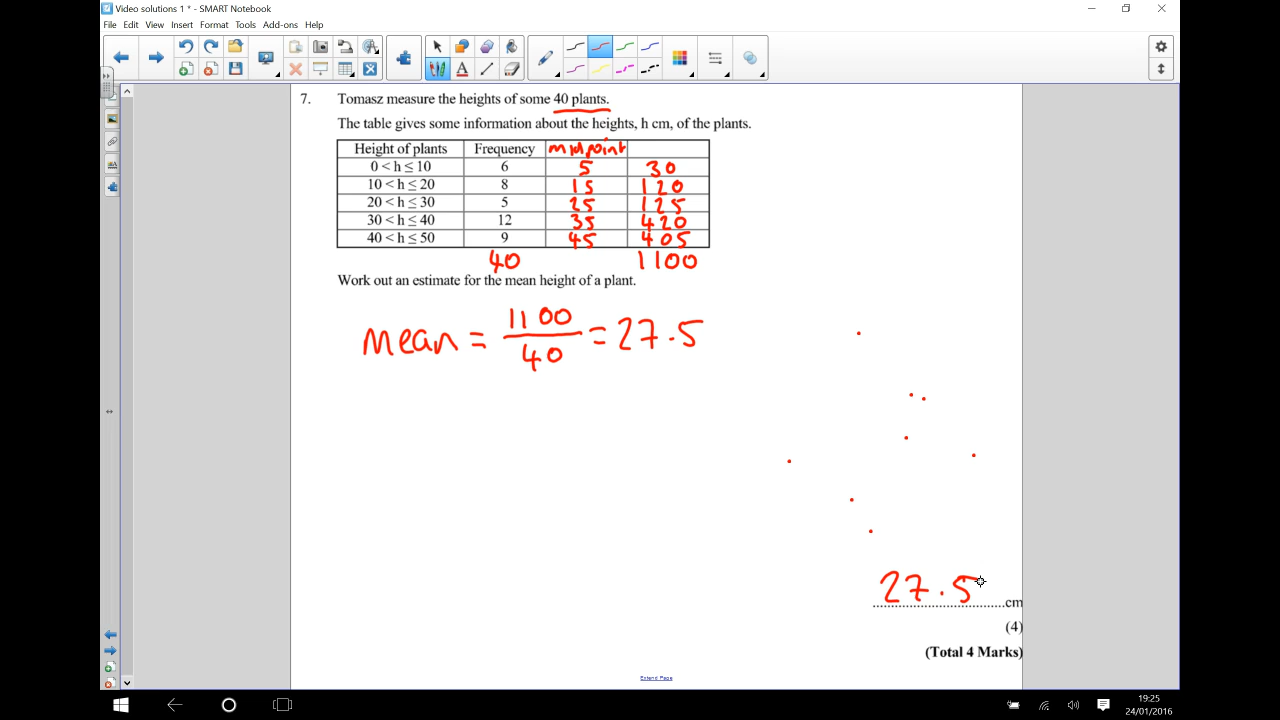 Video solutions 1 * - SMART Notebook
File Edit View Insert Format Tools Add-ons Help
7. Tomasz measure the heights of some 40 plants.
The table gives some information about the heights, h cm, of the plants.
Height of plants Frequency midpoint
0 < h ≤ 10 6 5 30
10 < h ≤ 20 8 15 120
20 < h ≤ 30 5 25 125
30 < h ≤ 40 12 35 420
40 < h ≤ 50 9 45 405
40 1100
Work out an estimate for the mean height of a plant.
mean = 1100/40 = 27.5
27.5
........................................cm
(4)
(Total 4 Marks)
Extend Page
19:25
24/01/2016